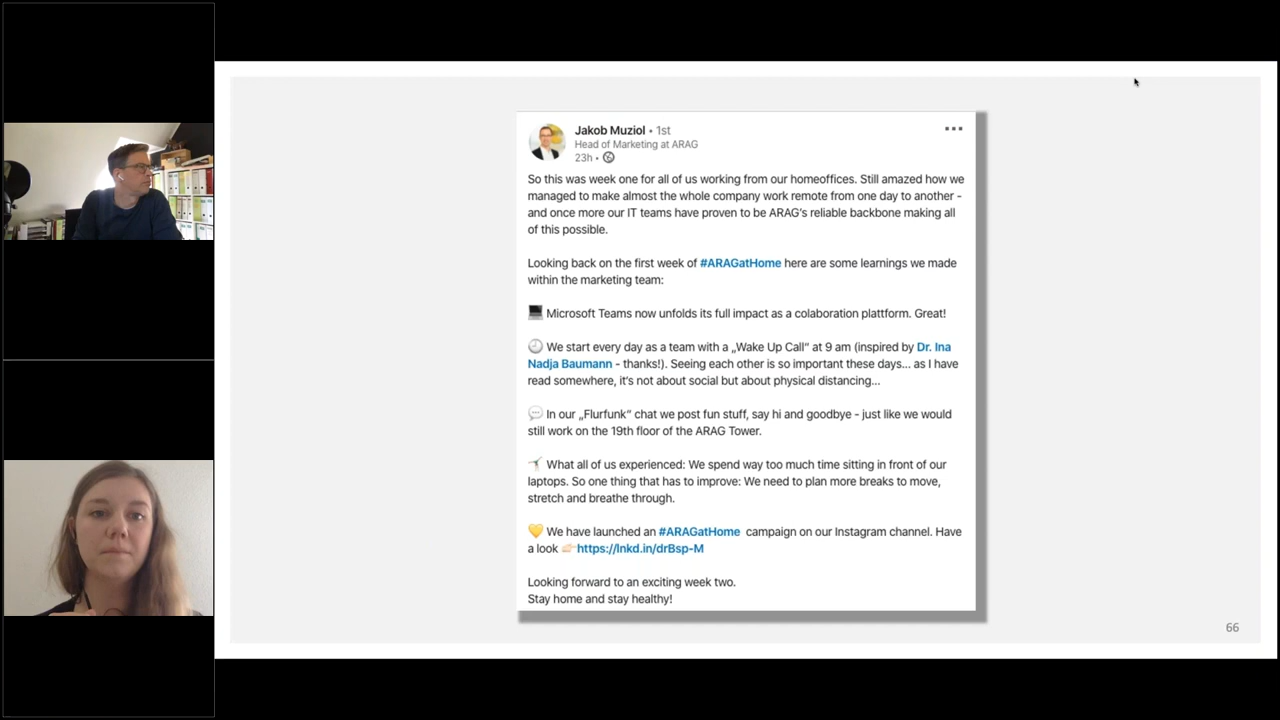 Jakob Muziol • 1st
Head of Marketing at ARAG
23h •
So this was week one for all of us working from our homeoffices. Still amazed how we
managed to make almost the whole company work remote from one day to another -
and once more our IT teams have proven to be ARAG's reliable backbone making all
of this possible.
Looking back on the first week of #ARAGatHome here are some learnings we made
within the marketing team:
Microsoft Teams now unfolds its full impact as a colaboration plattform. Great!
We start every day as a team with a „Wake Up Call" at 9 am (inspired by Dr. Ina
Nadja Baumann - thanks!). Seeing each other is so important these days... as I have
read somewhere, it's not about social but about physical distancing...
In our „Flurfunk" chat we post fun stuff, say hi and goodbye - just like we would
still work on the 19th floor of the ARAG Tower.
What all of us experienced: We spend way too much time sitting in front of our
laptops. So one thing that has to improve: We need to plan more breaks to move,
stretch and breathe through.
We have launched an #ARAGatHome campaign on our Instagram channel. Have
a look 👉🏻https://lnkd.in/drBsp-M
Looking forward to an exciting week two.
Stay home and stay healthy!
66